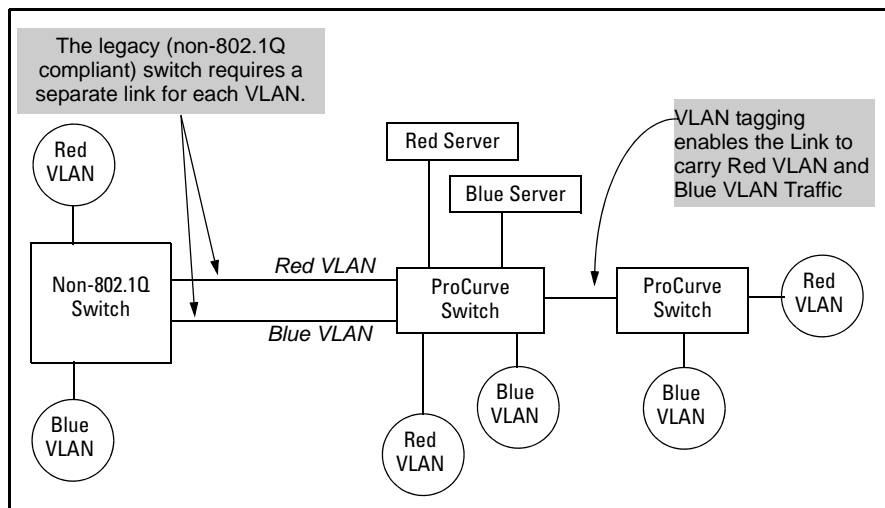 The legacy (non-802.1Q
compliant) switch requires a
separate link for each VLAN.
VLAN tagging
enables the Link to
carry Red VLAN and
Blue VLAN Traffic
Red
VLAN
Red Server
Blue Server
Non-802.1Q
Switch
Red VLAN
Blue VLAN
ProCurve
Switch
ProCurve
Switch
Red
VLAN
Blue
VLAN
Red
VLAN
Blue
VLAN
Blue
VLAN